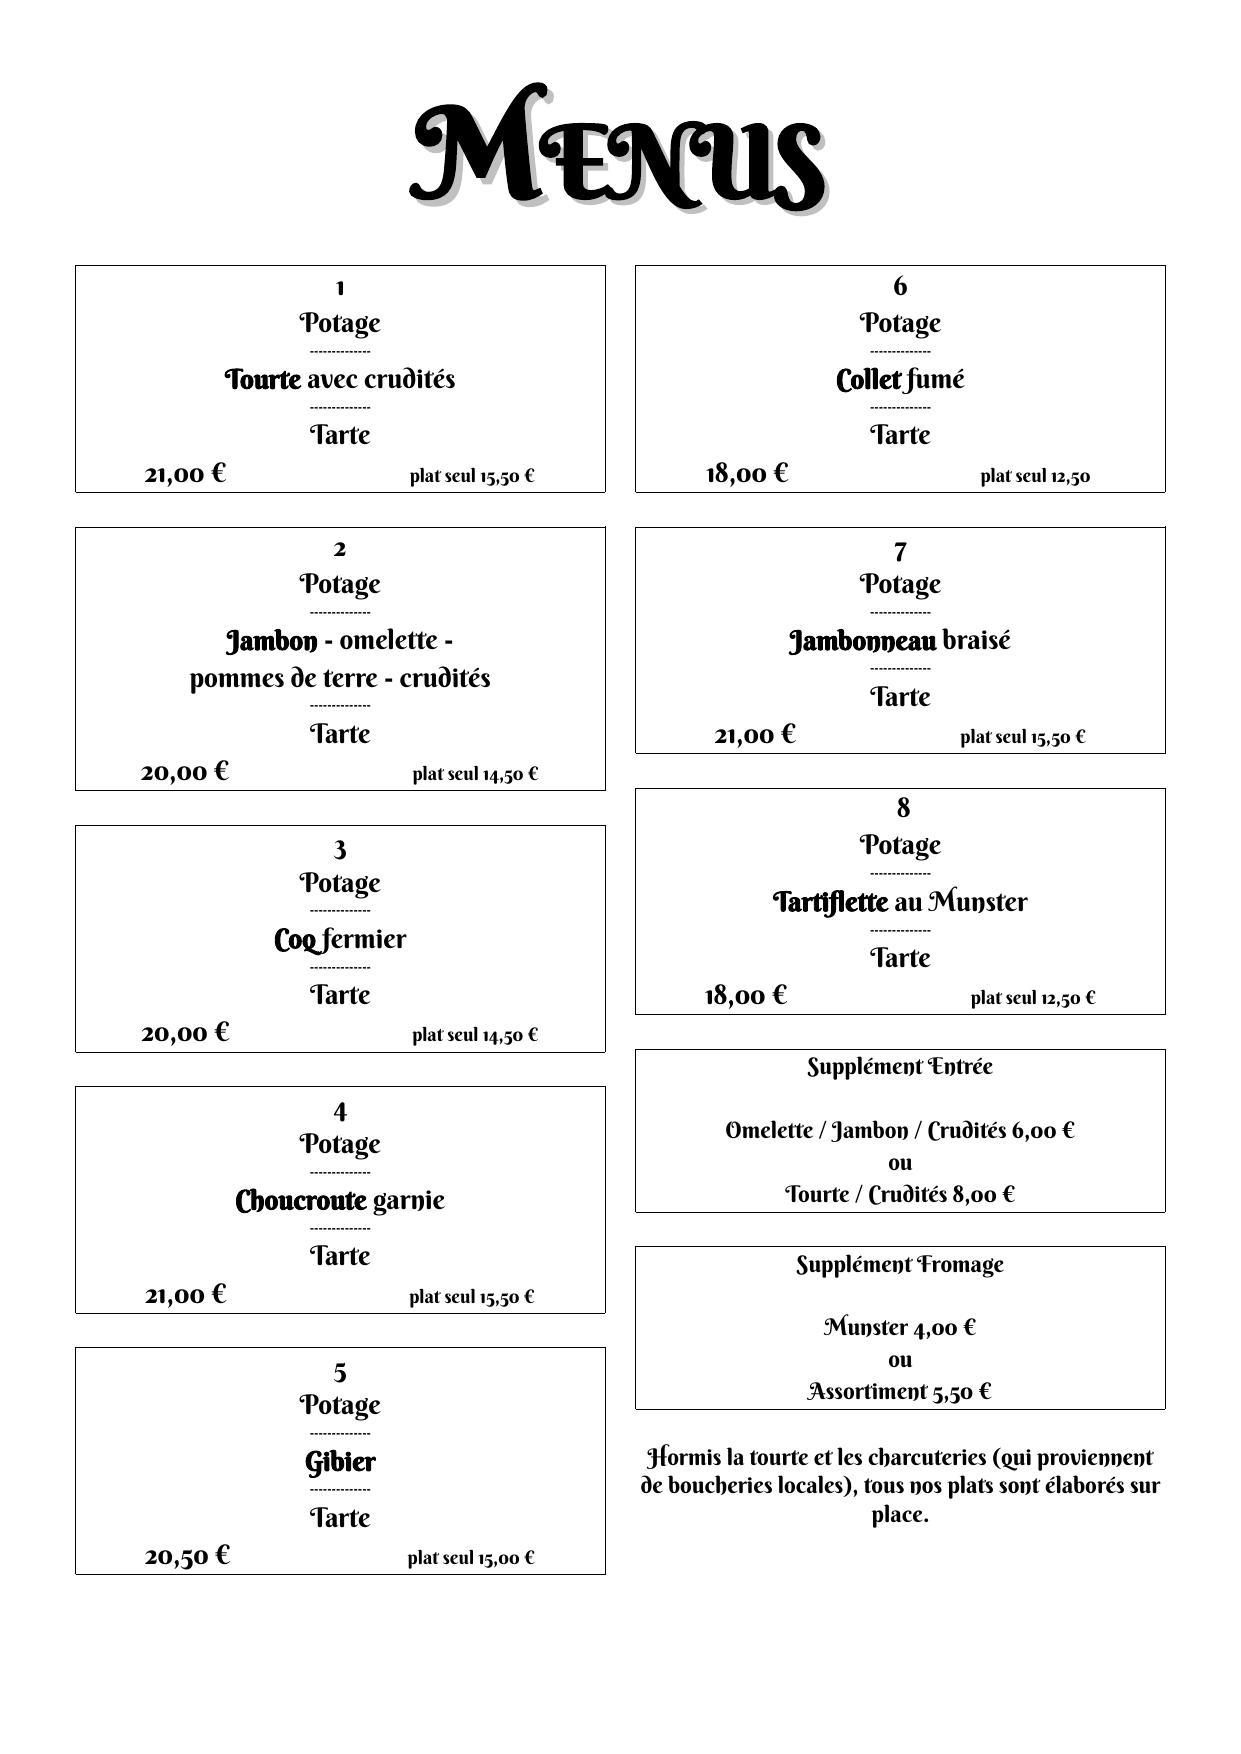 Menus
1
Potage
--------------
Tourte avec crudités
--------------
Tarte
21,00 € plat seul 15,50 €
2
Potage
--------------
Jambon - omelette -
pommes de terre - crudités
--------------
Tarte
20,00 € plat seul 14,50 €
3
Potage
--------------
Coq fermier
--------------
Tarte
20,00 € plat seul 14,50 €
4
Potage
--------------
Choucroute garnie
--------------
Tarte
21,00 € plat seul 15,50 €
5
Potage
--------------
Gibier
--------------
Tarte
20,50 € plat seul 15,00 €
6
Potage
--------------
Collet fumé
--------------
Tarte
18,00 € plat seul 12,50
7
Potage
--------------
Jambonneau braisé
--------------
Tarte
21,00 € plat seul 15,50 €
8
Potage
--------------
Tartiflette au Munster
--------------
Tarte
18,00 € plat seul 12,50 €
Supplément Entrée
Omelette / Jambon / Crudités 6,00 €
ou
Tourte / Crudités 8,00 €
Supplément Fromage
Munster 4,00 €
ou
Assortiment 5,50 €
Hormis la tourte et les charcuteries (qui proviennent
de boucheries locales), tous nos plats sont élaborés sur
place.